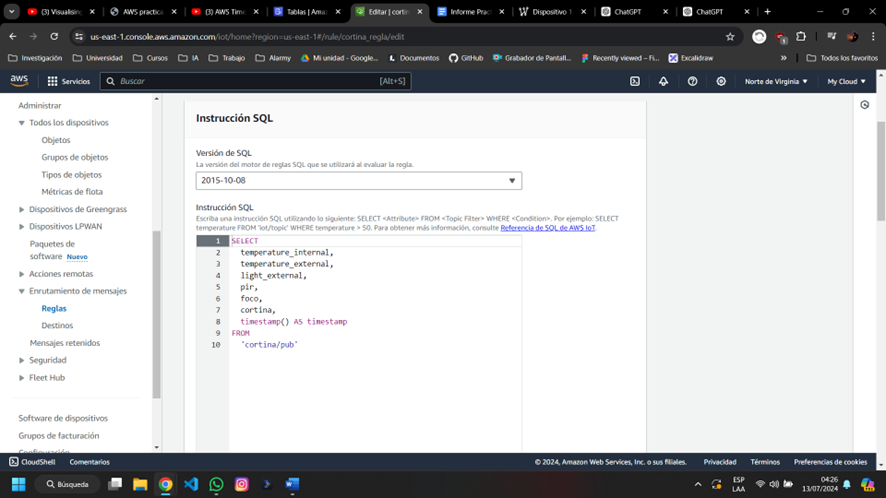 (3) Visualising
AWS practica
(3) AWS Time
Tablas | Amaz
Editar | cortin
Informe Prac
Dispositivo 1
ChatGPT
ChatGPT
us-east-1.console.aws.amazon.com/iot/home?region=us-east-1#/rule/cortina_regla/edit
Investigación
Universidad
Cursos
IA
Trabajo
Alarmy
Mi unidad - Google...
Documentos
GitHub
Grabador de Pantall...
Recently viewed – Fi...
Excalidraw
Todos los favoritos
aws
Servicios
Buscar
[Alt+S]
Norte de Virginia
My Cloud
Administrar
Todos los dispositivos
Objetos
Grupos de objetos
Tipos de objetos
Métricas de flota
Dispositivos de Greengrass
Dispositivos LPWAN
Paquetes de
software Nuevo
Acciones remotas
Enrutamiento de mensajes
Reglas
Destinos
Mensajes retenidos
Seguridad
Fleet Hub
Software de dispositivos
Grupos de facturación
Configuración
Instrucción SQL
Versión de SQL
La versión del motor de reglas SQL que se utilizará al evaluar la regla.
2015-10-08
Instrucción SQL
Escriba una instrucción SQL utilizando lo siguiente: SELECT <Attribute> FROM <Topic Filter> WHERE <Condition>. Por ejemplo: SELECT
temperature FROM 'iot/topic' WHERE temperature > 50. Para obtener más información, consulte Referencia de SQL de AWS IoT.
1 SELECT
2 temperature_internal,
3 temperature_external,
4 light_external,
5 pir,
6 foco,
7 cortina,
8 timestamp() AS timestamp
9 FROM
10 'cortina/pub'
CloudShell
Comentarios
© 2024, Amazon Web Services, Inc. o sus filiales.
Privacidad
Términos
Preferencias de cookies
Búsqueda
ESP
LAA
04:26
13/07/2024